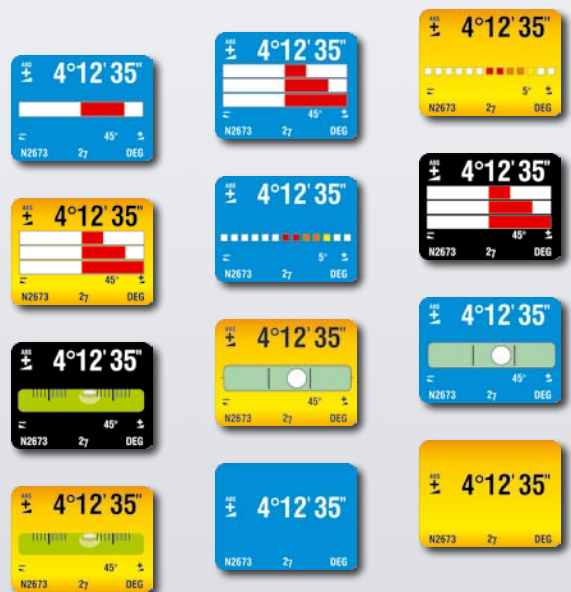 ABS
± 4°12'35"
45°
N2673 27 DEG
ABS
± 4°12'35"
45°
N2673 27 DEG
ABS
± 4°12'35"
45°
N2673 27 DEG
ABS
± 4°12'35"
45°
N2673 27 DEG
ABS
± 4°12'35"
45°
N2673 27 DEG
ABS
± 4°12'35"
5°
N2673 27 DEG
ABS
± 4°12'35"
45°
N2673 27 DEG
ABS
± 4°12'35"
N2673 27 DEG
ABS
± 4°12'35"
5°
N2673 27 DEG
ABS
± 4°12'35"
45°
N2673 27 DEG
ABS
± 4°12'35"
45°
N2673 27 DEG
ABS
± 4°12'35"
N2673 27 DEG